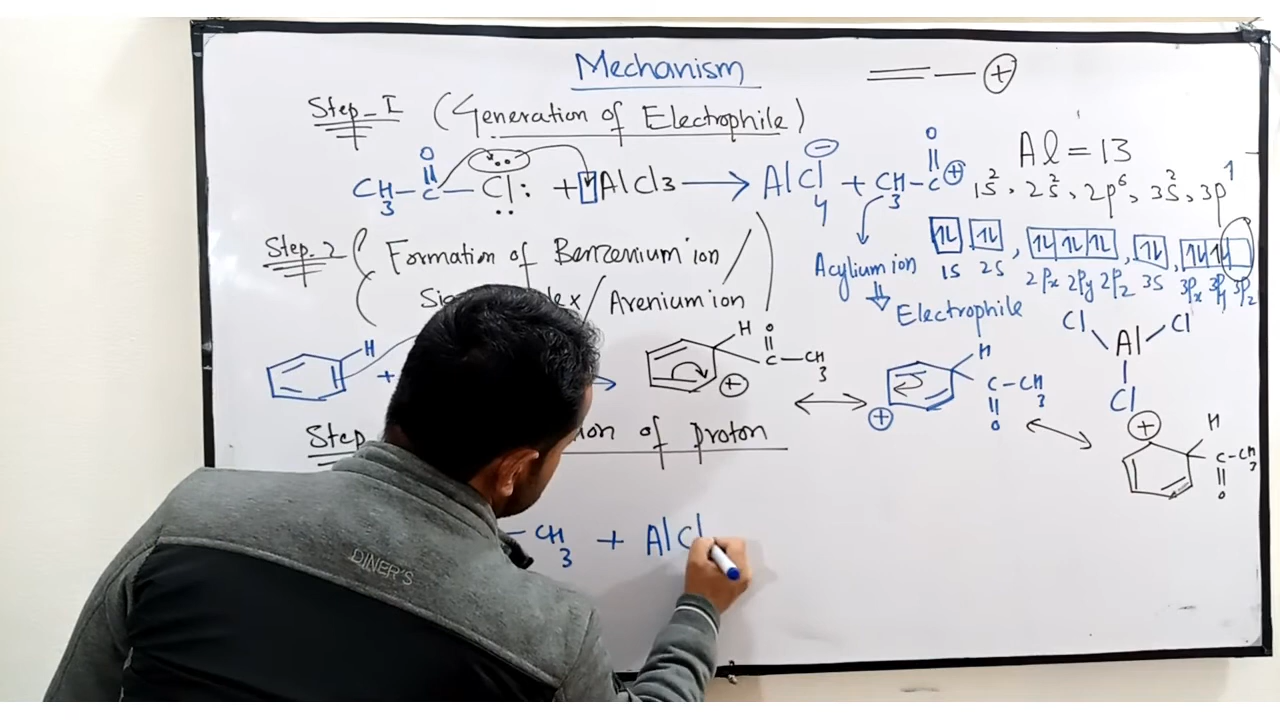 Mechanism
= — ⊕
Step-I (Generation of Electrophile)
CH3–C(=O)–Cl: + AlCl3 → AlCl4⊖ + CH3–C(=O)⊕
Acylium ion
⇓
Electrophile
Al = 13
1s², 2s², 2p⁶, 3s², 3p¹
1s 2s 2px 2py 2pz 3s 3px 3py 3pz
Cl Cl
Al
Cl
Step-2 ( Formation of Benzenium ion /
/ Arenium ion )
H + → H O C–CH3 ⊕ ↔ ⊕ H C–CH3 O ↔ ⊕ H C–CH3 O
Step of proton
–CH3 + AlCl
DINER'S